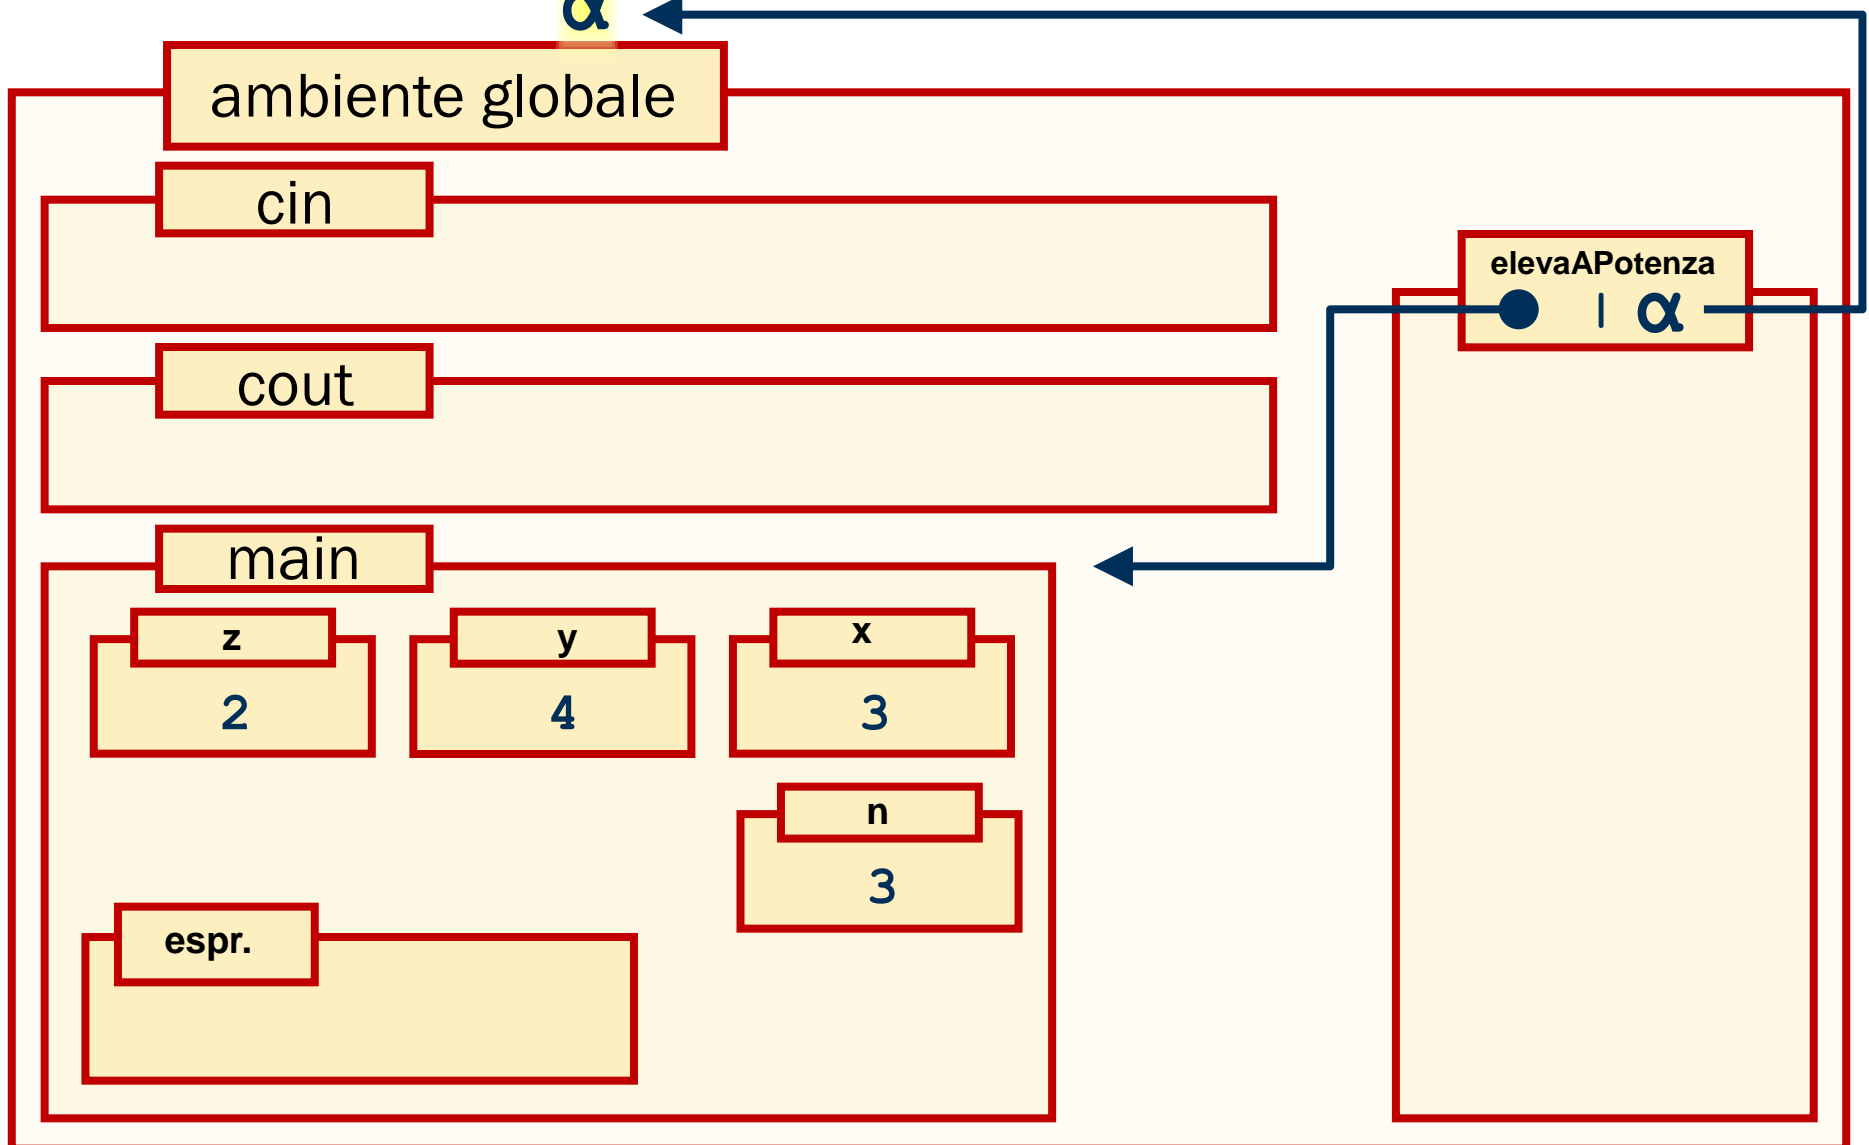 α
ambiente globale
cin
elevaAPotenza
| α
cout
main
z
y
x
2
4
3
n
3
espr.